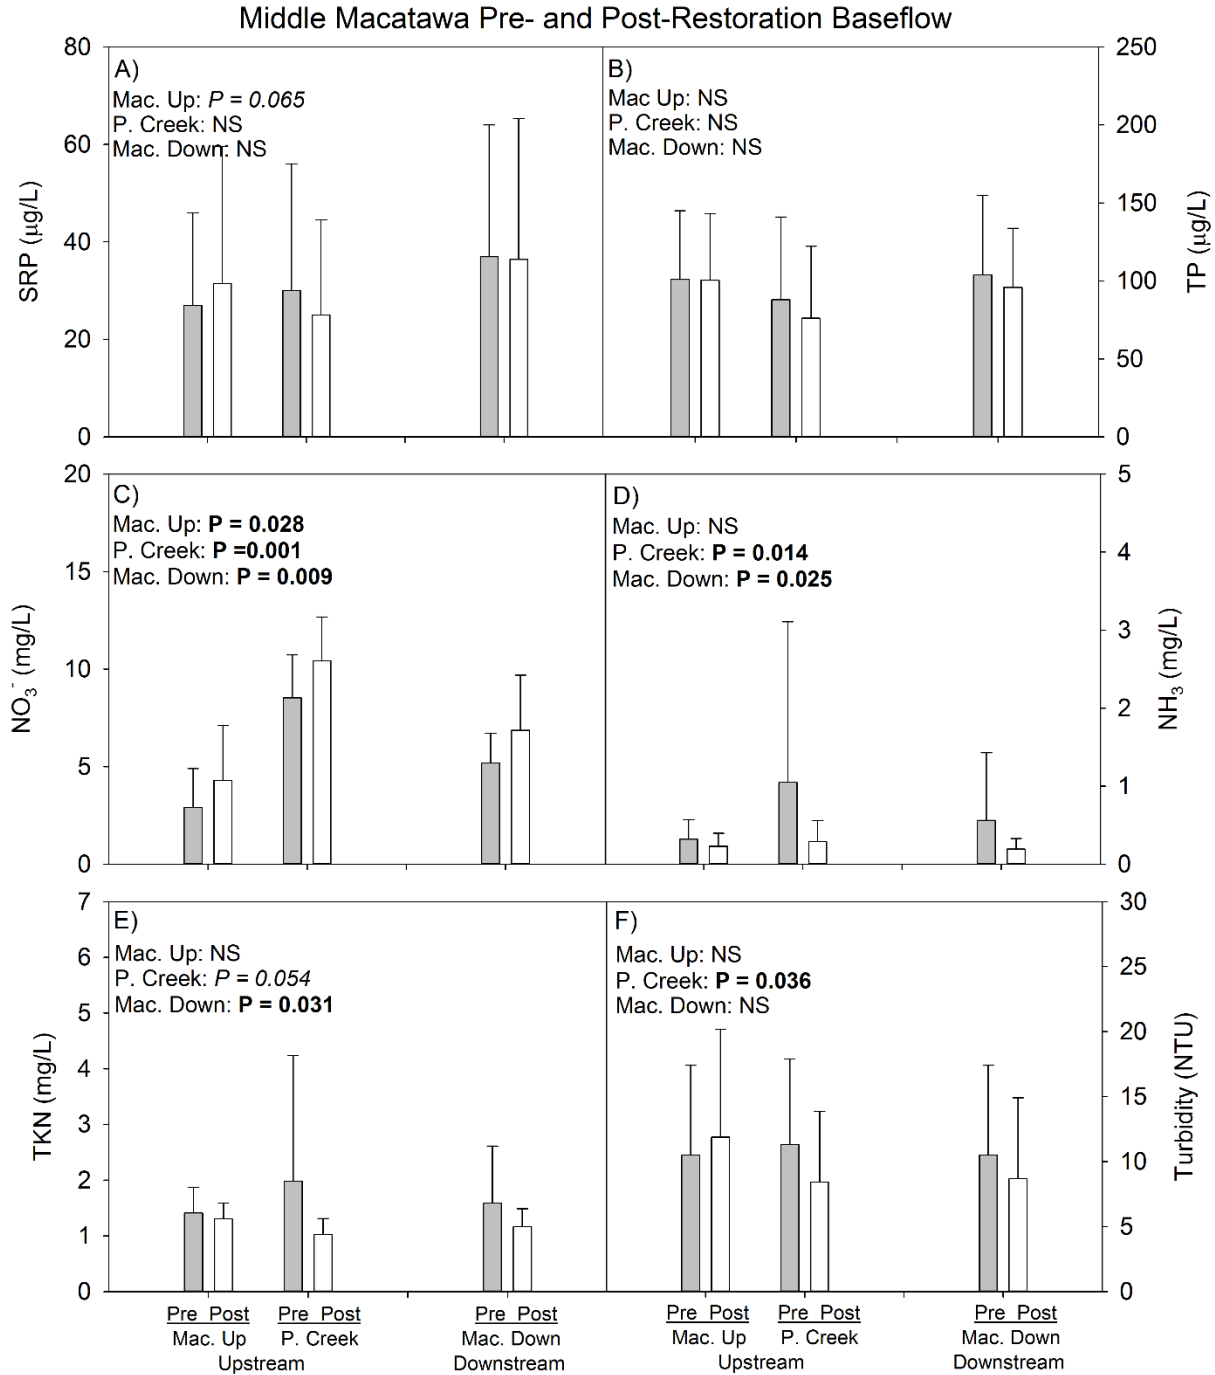 Middle Macatawa Pre- and Post-Restoration Baseflow
80
60
40
20
0
SRP (µg/L)
A)
Mac. Up: P = 0.065
P. Creek: NS
Mac. Down: NS
B)
Mac Up: NS
P. Creek: NS
Mac. Down: NS
250
200
150
100
50
0
TP (µg/L)
20
15
10
5
0
NO₃⁻ (mg/L)
C)
Mac. Up: P = 0.028
P. Creek: P =0.001
Mac. Down: P = 0.009
D)
Mac. Up: NS
P. Creek: P = 0.014
Mac. Down: P = 0.025
5
4
3
2
1
0
NH₃ (mg/L)
7
6
5
4
3
2
1
0
TKN (mg/L)
E)
Mac. Up: NS
P. Creek: P = 0.054
Mac. Down: P = 0.031
F)
Mac. Up: NS
P. Creek: P = 0.036
Mac. Down: NS
30
25
20
15
10
5
0
Turbidity (NTU)
Pre Post Pre Post Pre Post Pre Post Pre Post Pre Post
Mac. Up P. Creek Mac. Down Mac. Up P. Creek Mac. Down
Upstream Downstream Upstream Downstream